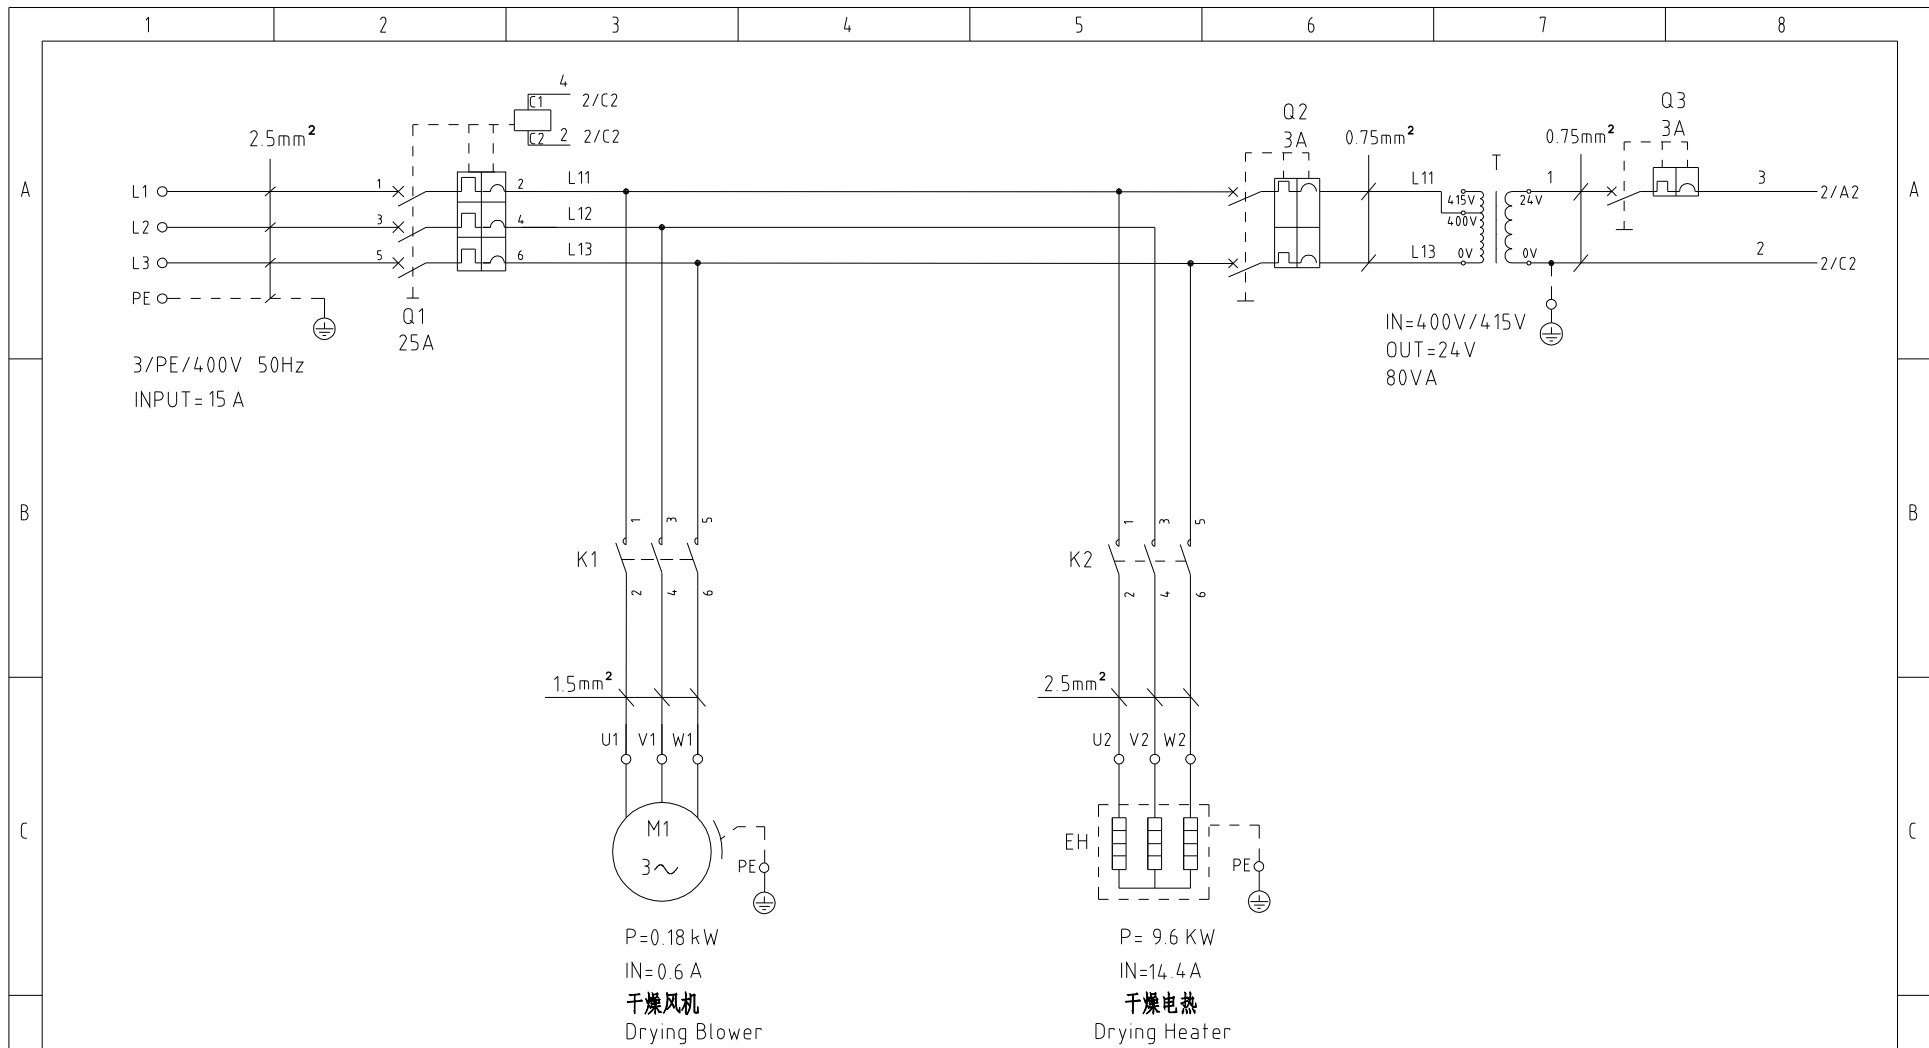 1 2 3 4 5 6 7 8
4
C1 2/C2
C2 2 2/C2
2.5mm²
Q2
3A
0.75mm²
0.75mm²
Q3
3A
T
A
L1 1 2 L11 L11 415V 24V 1 3 2/A2
A
400V
L2 3 4 L12
L3 5 6 L13 L13 0V 0V 2 2/C2
PE
Q1
25A
IN=400V/415V
OUT=24V
80VA
3/PE/400V 50Hz
INPUT=15 A
B
B
1 3 5
1 3 5
K1
K2
2 4 6
2 4 6
1.5mm²
2.5mm²
U1 V1 W1
U2 V2 W2
C
C
M1
3~
PE
EH
PE
P=0.18 kW
IN=0.6 A
干燥风机
Drying Blower
P= 9.6 KW
IN=14.4A
干燥电热
Drying Heater